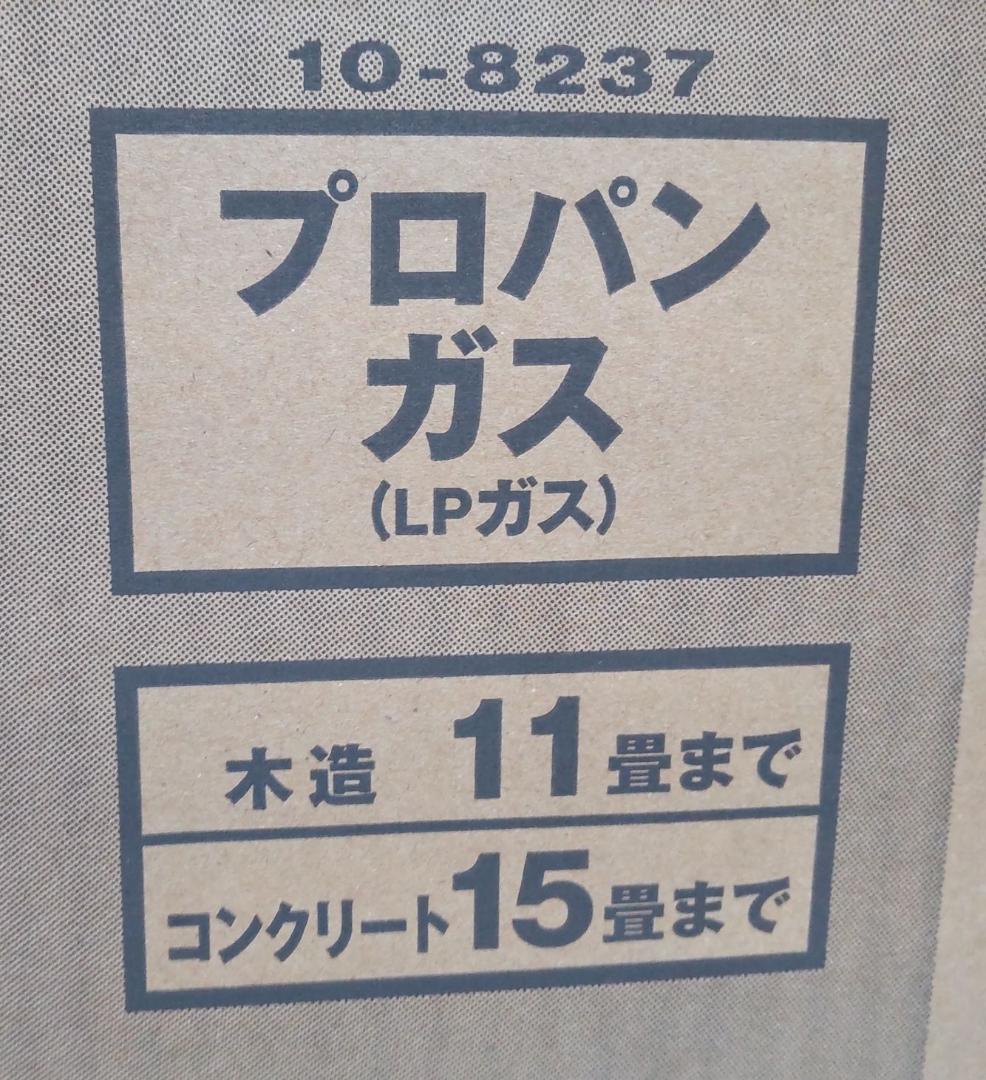 10-8237
プロパン
ガス
(LPガス)
木造 11畳まで
コンクリート15畳まで